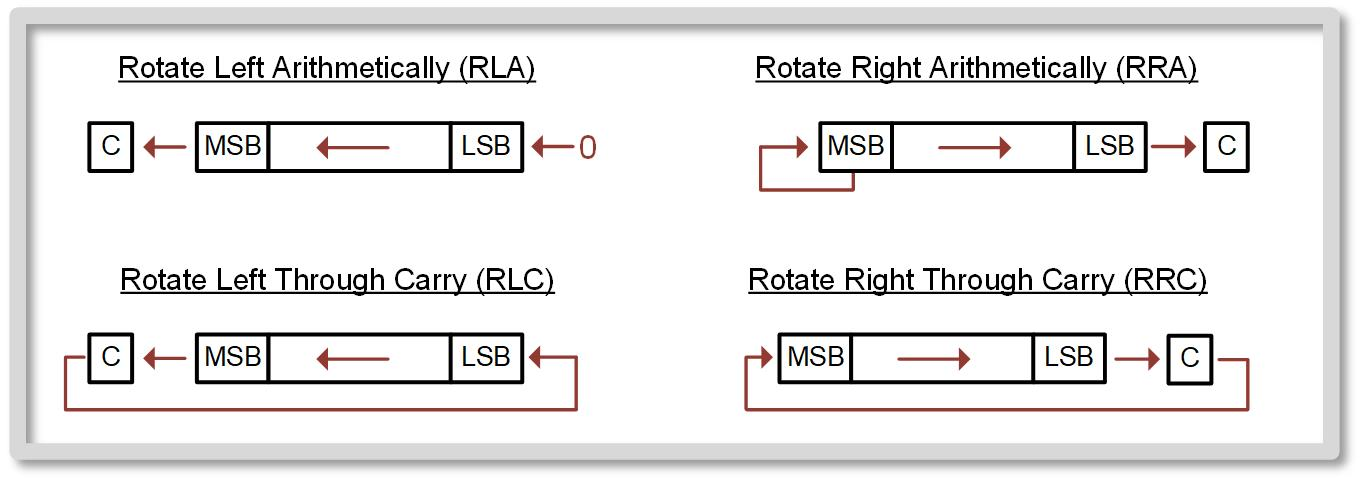 Rotate Left Arithmetically (RLA)
C MSB LSB 0
Rotate Right Arithmetically (RRA)
MSB LSB C
Rotate Left Through Carry (RLC)
C MSB LSB
Rotate Right Through Carry (RRC)
MSB LSB C